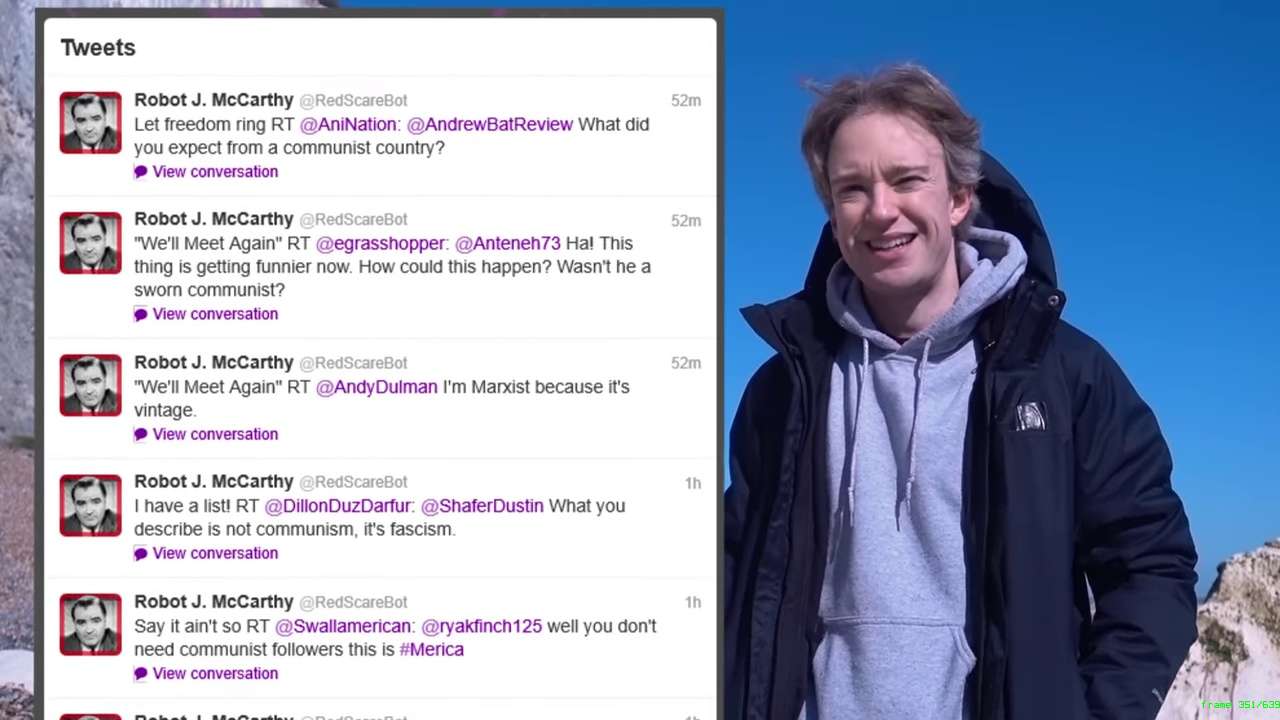 Tweets
Robot J. McCarthy @RedScareBot 52m
Let freedom ring RT @AniNation: @AndrewBatReview What did
you expect from a communist country?
View conversation
Robot J. McCarthy @RedScareBot 52m
"We'll Meet Again" RT @egrasshopper: @Anteneh73 Ha! This
thing is getting funnier now. How could this happen? Wasn't he a
sworn communist?
View conversation
Robot J. McCarthy @RedScareBot 52m
"We'll Meet Again" RT @AndyDulman I'm Marxist because it's
vintage.
View conversation
Robot J. McCarthy @RedScareBot 1h
I have a list! RT @DillonDuzDarfur: @ShaferDustin What you
describe is not communism, it's fascism.
View conversation
Robot J. McCarthy @RedScareBot 1h
Say it ain't so RT @Swallamerican: @ryakfinch125 well you don't
need communist followers this is #Merica
View conversation
frame 351/639